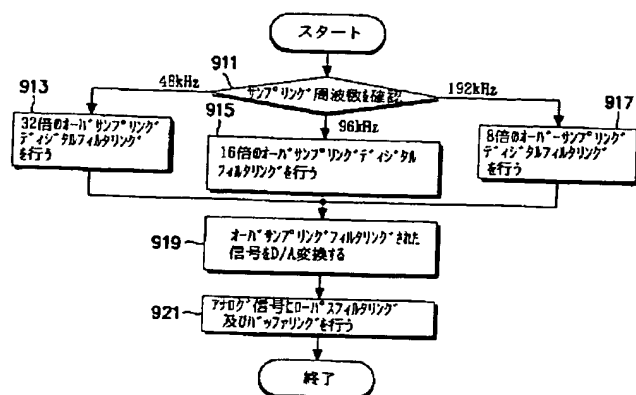 スタート
911
サンプリング周波数を確認
48kHz
96kHz
192kHz
913
32倍のオーバサンプリング
ディジタルフィルタリング
を行う
915
16倍のオーバサンプリングディジタル
フィルタリングを行う
917
8倍のオーバーサンプリング
ディジタルフィルタリング
を行う
919
オーバサンプリングフィルタリングされた
信号をD/A変換する
921
アナログ信号ヒローパスフィルタリング
及びバッファリングを行う
終了